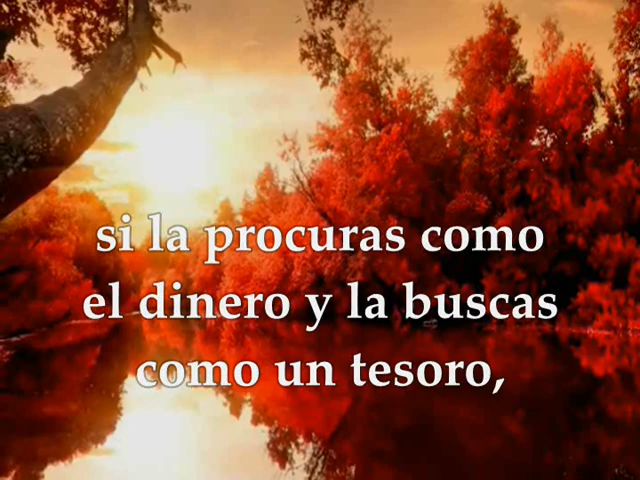 si la procuras como
el dinero y la buscas
como un tesoro,